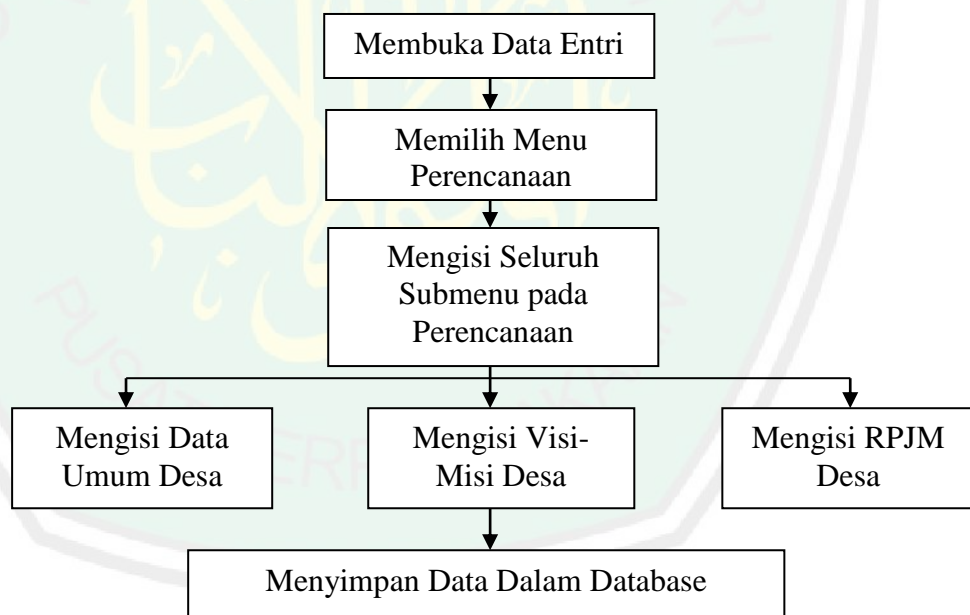 Membuka Data Entri
Memilih Menu
Perencanaan
Mengisi Seluruh
Submenu pada
Perencanaan
Mengisi Data
Umum Desa
Mengisi Visi-
Misi Desa
Mengisi RPJM
Desa
Menyimpan Data Dalam Database